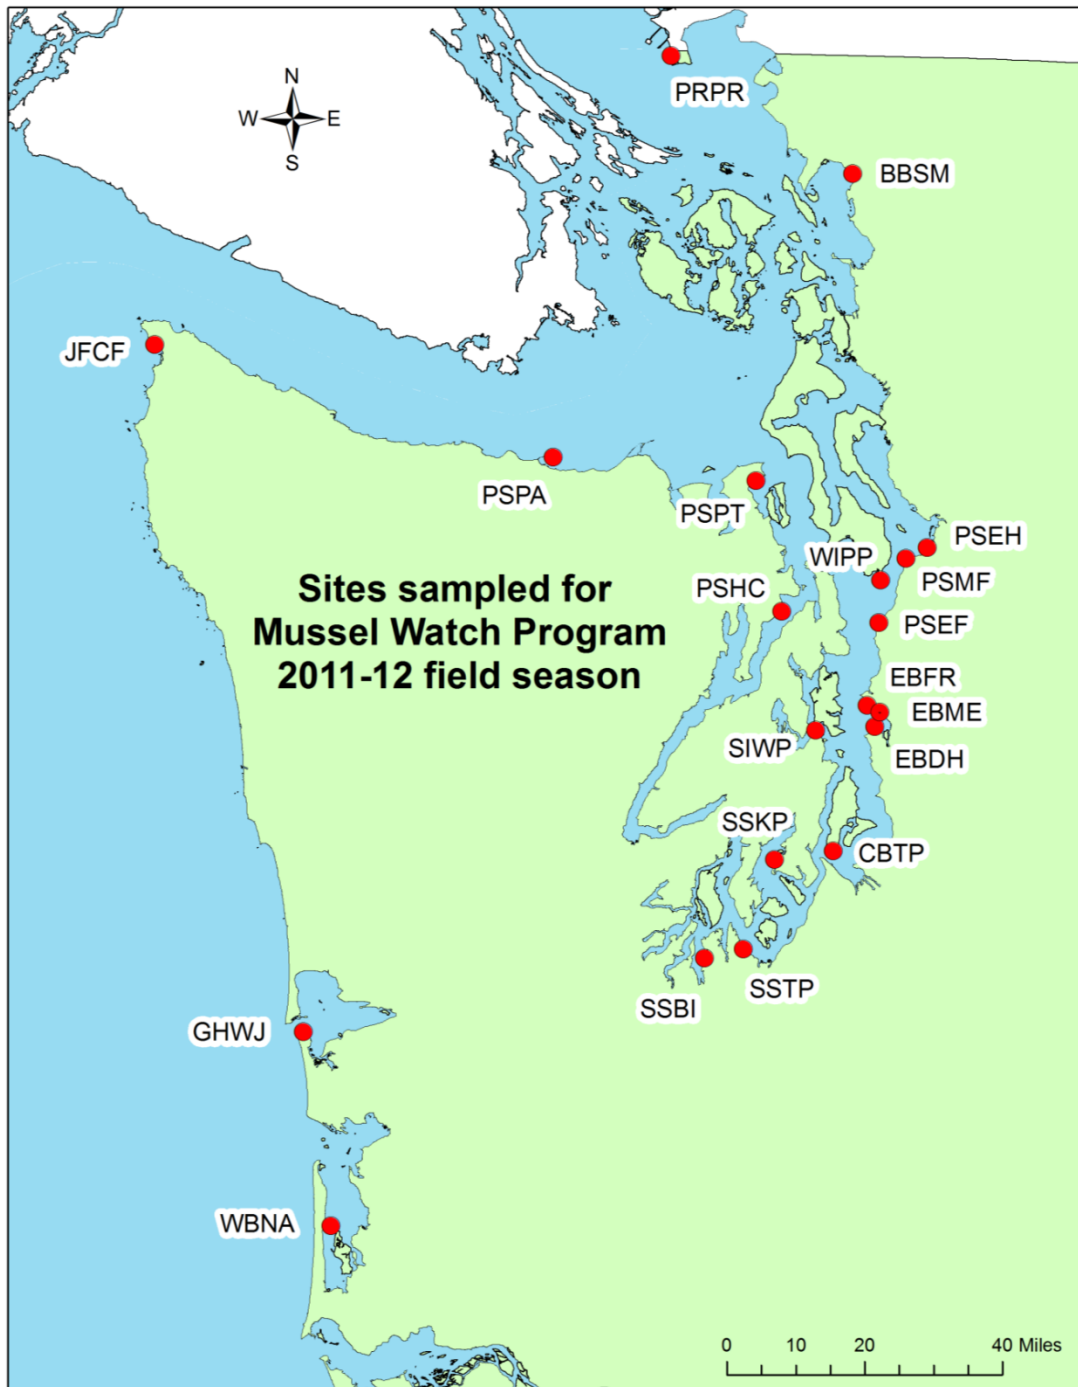 PRPR
N
W E
S
BBSM
JFCF
PSPA
PSPT
PSEH
WIPP
PSMF
Sites sampled for
Mussel Watch Program
2011-12 field season
PSHC
PSEF
EBFR
EBME
SIWP
EBDH
SSKP
CBTP
SSTP
SSBI
GHWJ
WBNA
0 10 20 40 Miles